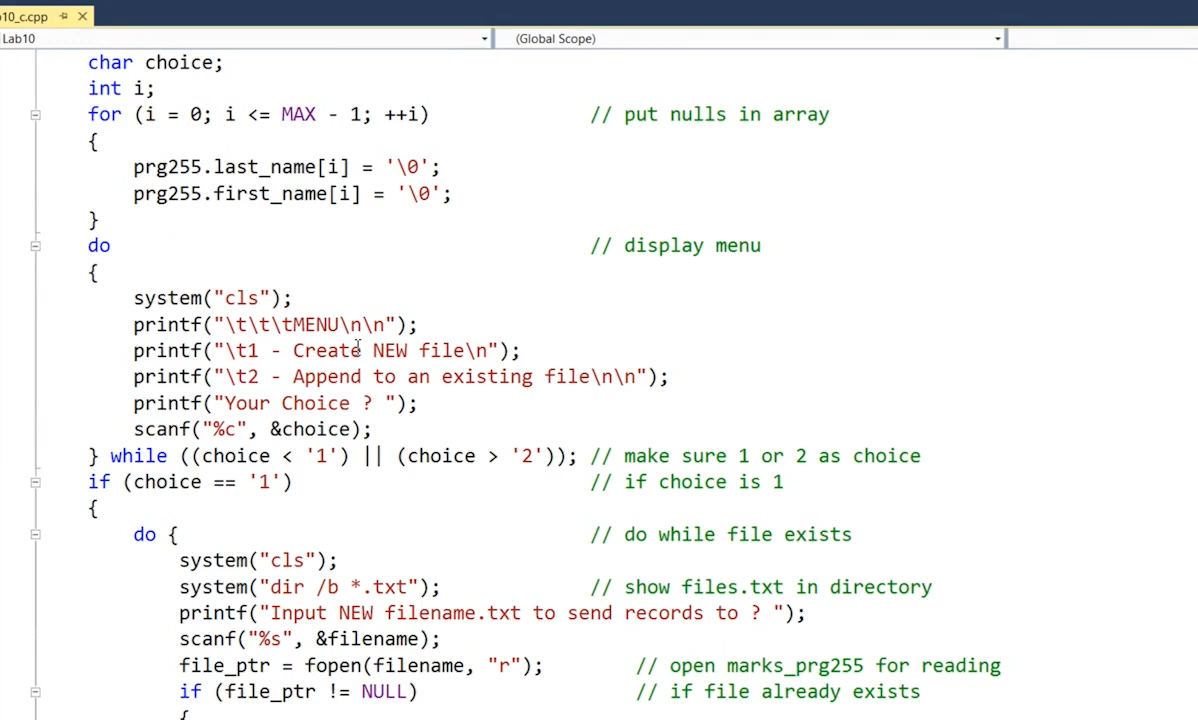 b10_c.cpp
Lab10 (Global Scope)
char choice;
int i;
for (i = 0; i <= MAX - 1; ++i) // put nulls in array
{
prg255.last_name[i] = '\0';
prg255.first_name[i] = '\0';
}
do // display menu
{
system("cls");
printf("\t\t\tMENU\n\n");
printf("\t1 - Create NEW file\n");
printf("\t2 - Append to an existing file\n\n");
printf("Your Choice ? ");
scanf("%c", &choice);
} while ((choice < '1') || (choice > '2')); // make sure 1 or 2 as choice
if (choice == '1') // if choice is 1
{
do { // do while file exists
system("cls");
system("dir /b *.txt"); // show files.txt in directory
printf("Input NEW filename.txt to send records to ? ");
scanf("%s", &filename);
file_ptr = fopen(filename, "r"); // open marks_prg255 for reading
if (file_ptr != NULL) // if file already exists
{